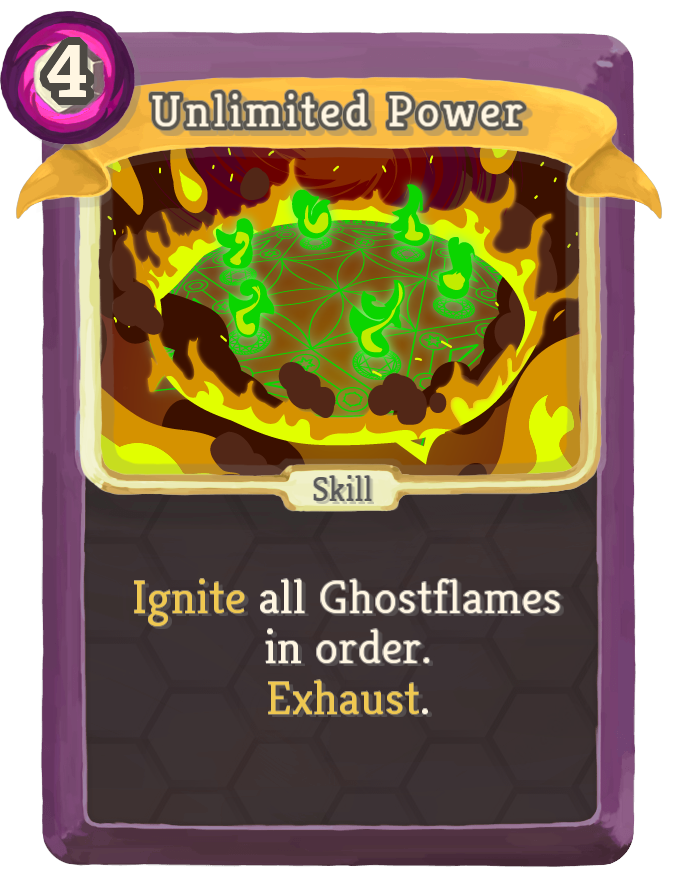 4
Unlimited Power
Skill
Ignite all Ghostflames
in order.
Exhaust.